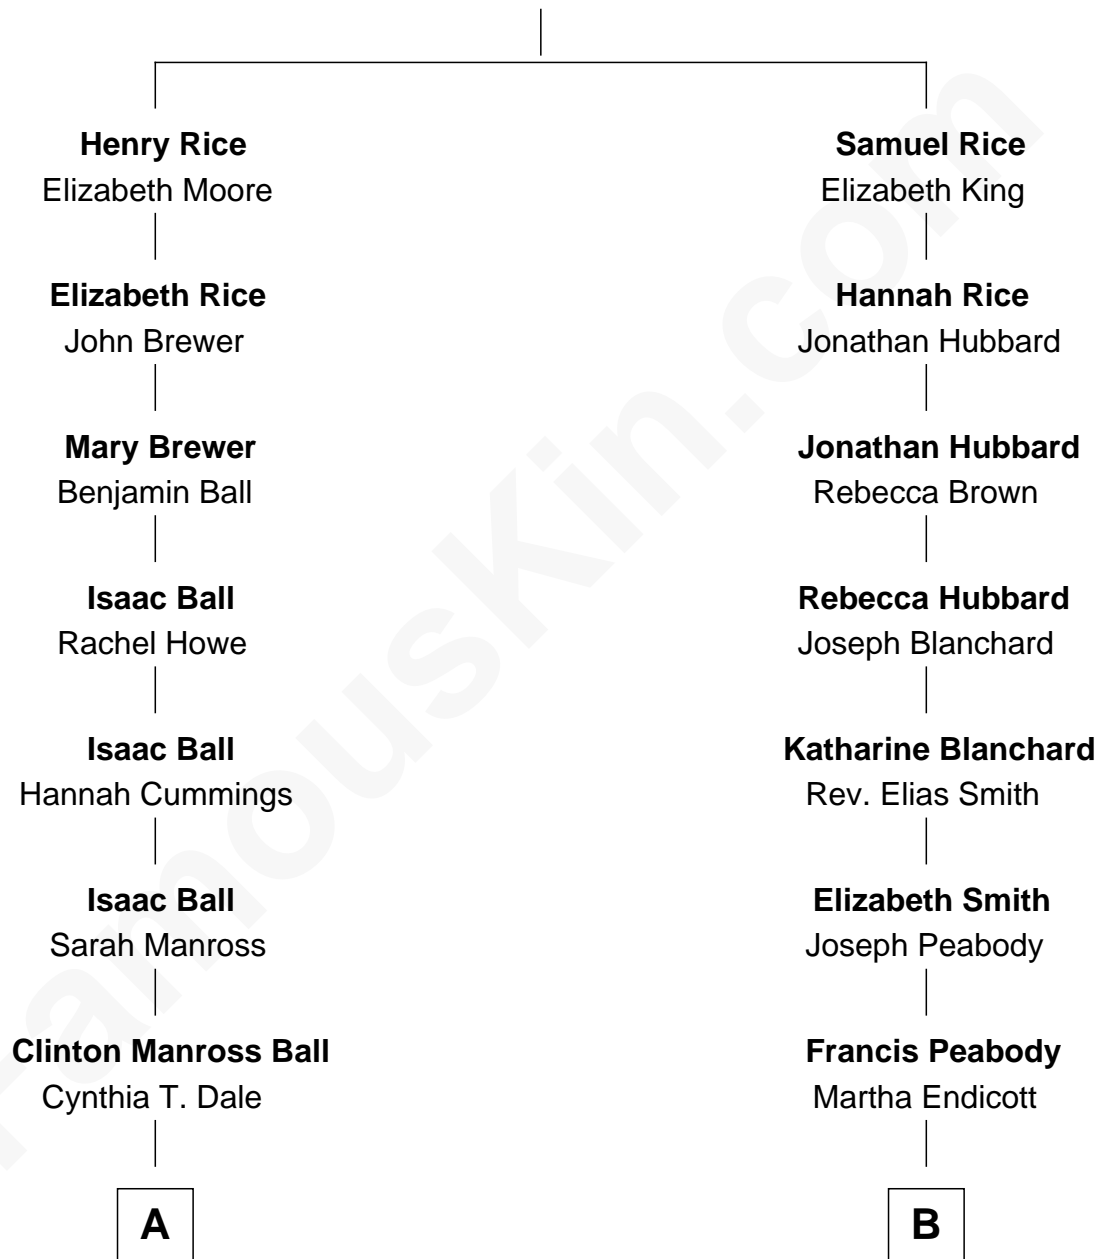 Henry Rice
Elizabeth Moore
Samuel Rice
Elizabeth King
Elizabeth Rice
John Brewer
Hannah Rice
Jonathan Hubbard
Mary Brewer
Benjamin Ball
Jonathan Hubbard
Rebecca Brown
Isaac Ball
Rachel Howe
Rebecca Hubbard
Joseph Blanchard
Isaac Ball
Hannah Cummings
Katharine Blanchard
Rev. Elias Smith
Isaac Ball
Sarah Manross
Elizabeth Smith
Joseph Peabody
Clinton Manross Ball
Cynthia T. Dale
Francis Peabody
Martha Endicott
A
B
FamousKin.com